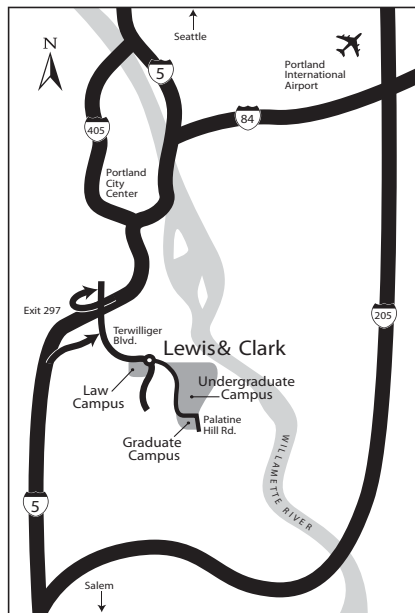 N
Seattle
5
Portland
International
Airport
84
405
Portland
City
Center
Exit 297
Terwilliger
Blvd.
205
Lewis & Clark
Law
Campus
Undergraduate
Campus
Graduate
Campus
Palatine
Hill Rd.
WILLAMETTE RIVER
5
Salem